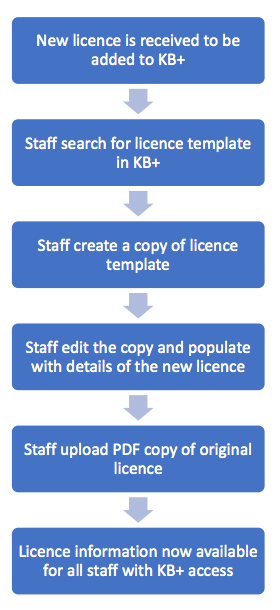 New licence is received to be
added to KB+
Staff search for licence template
in KB+
Staff create a copy of licence
template
Staff edit the copy and populate
with details of the new licence
Staff upload PDF copy of original
licence
Licence information now available
for all staff with KB+ access